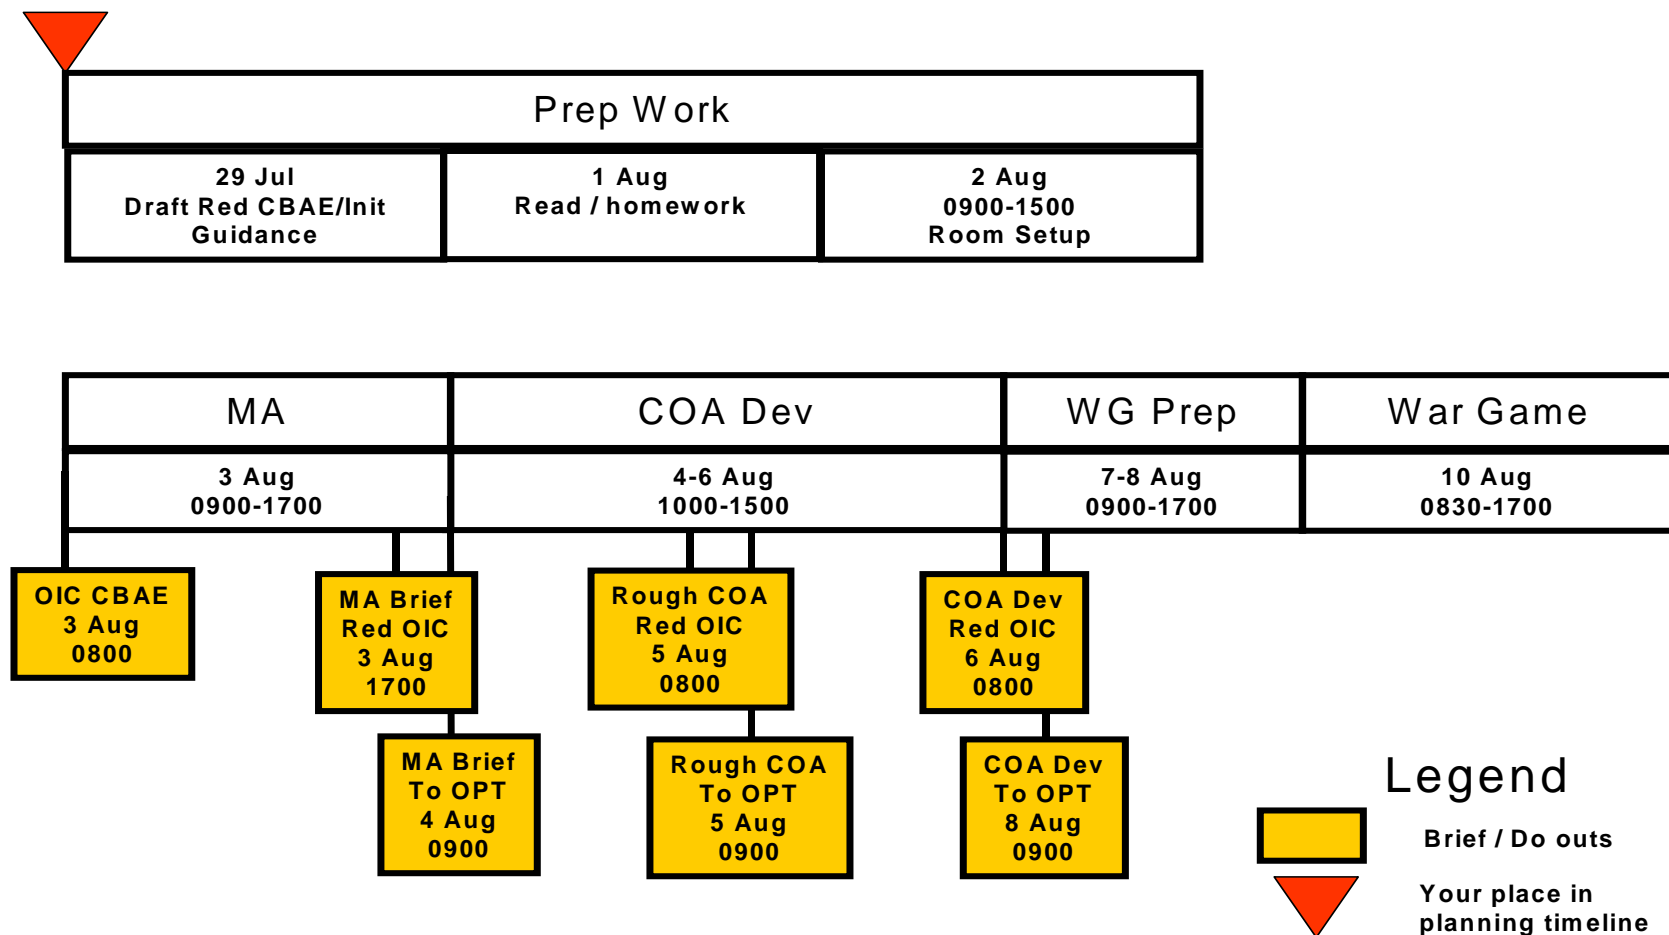 Prep Work
29 Jul
Draft Red CBAE/Init
Guidance
1 Aug
Read / homework
2 Aug
0900-1500
Room Setup
MA
COA Dev
WG Prep
War Game
3 Aug
0900-1700
4-6 Aug
1000-1500
7-8 Aug
0900-1700
10 Aug
0830-1700
OIC CBAE
3 Aug
0800
MA Brief
Red OIC
3 Aug
1700
Rough COA
Red OIC
5 Aug
0800
COA Dev
Red OIC
6 Aug
0800
MA Brief
To OPT
4 Aug
0900
Rough COA
To OPT
5 Aug
0900
COA Dev
To OPT
8 Aug
0900
Legend
Brief / Do outs
Your place in
planning timeline